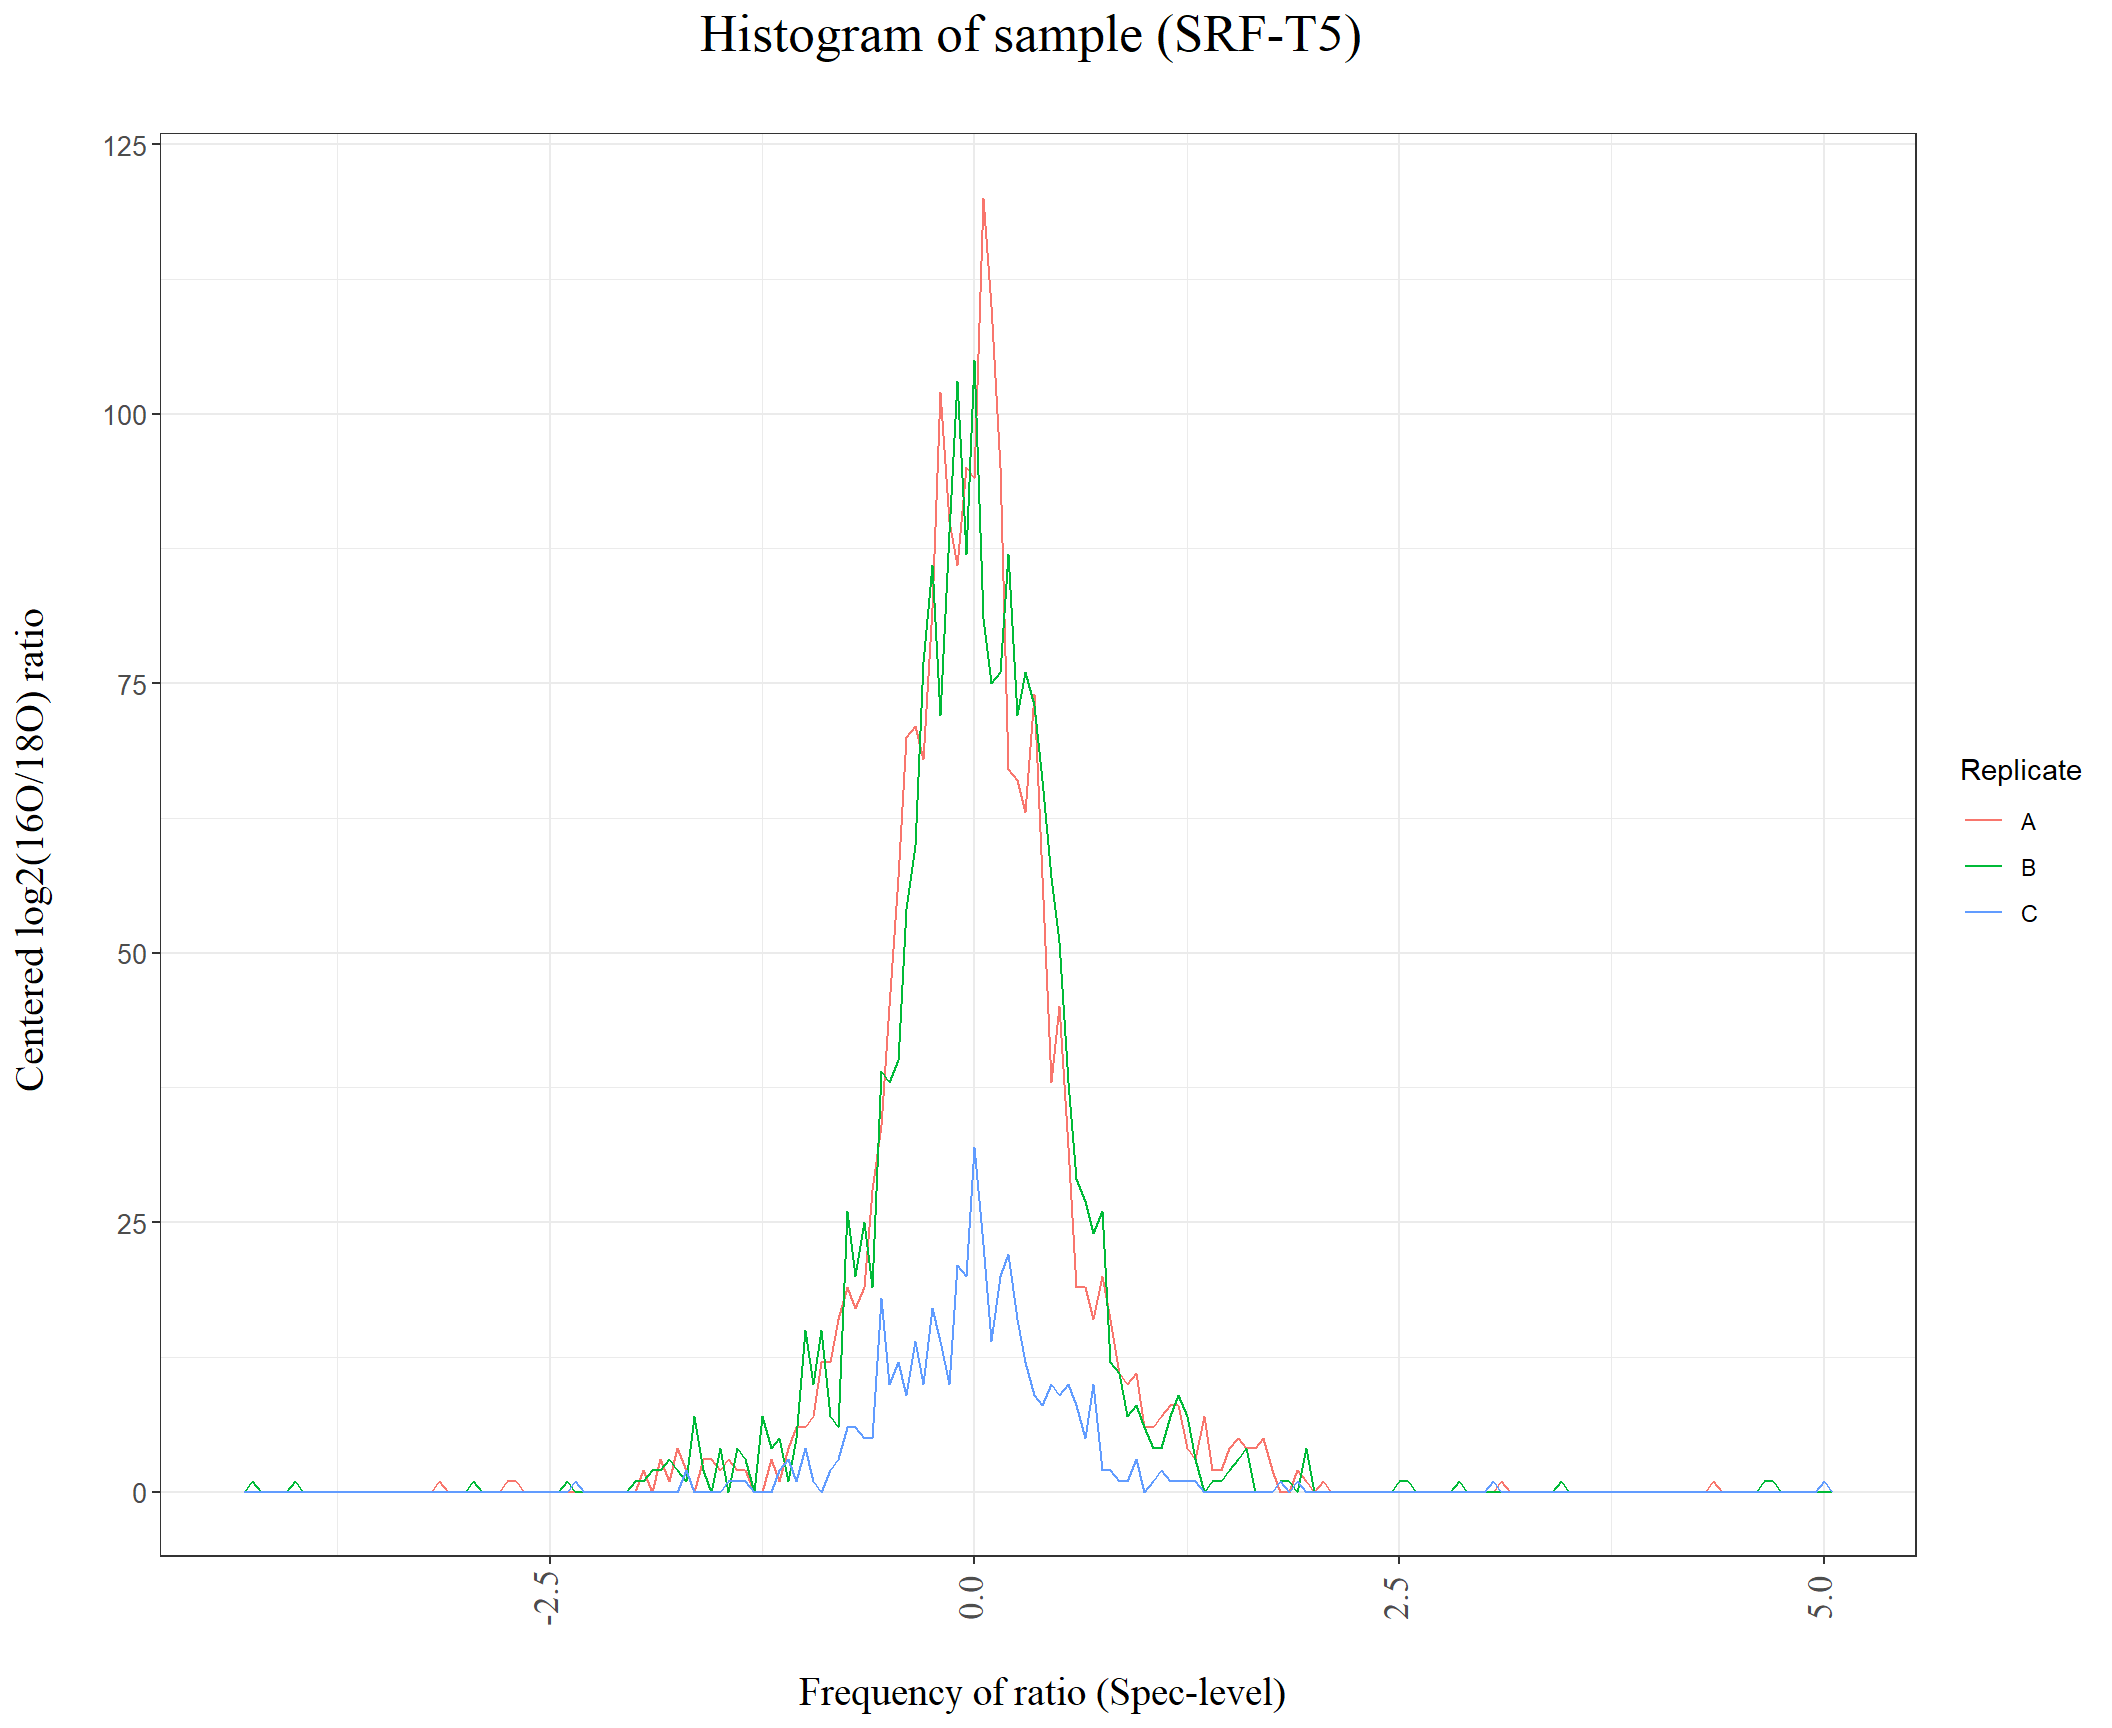 Histogram of sample (SRF-T5)
125
100
75
50
25
0
Centered log2(16O/18O) ratio
-2.5
0.0
2.5
5.0
Frequency of ratio (Spec-level)
Replicate
A
B
C